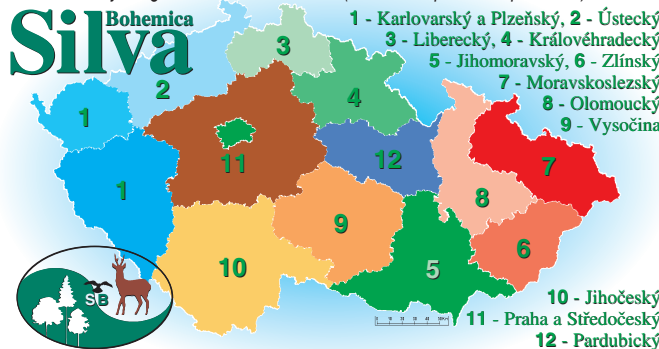 Bohemica
Silva
1 - Karlovarský a Plzeňský, 2 - Ústecký
3 - Liberecký, 4 - Královéhradecký
5 - Jihomoravský, 6 - Zlínský
7 - Moravskoslezský
8 - Olomoucký
9 - Vysočina
3
2
4
1
11
12
7
1
8
9
6
10
5
SB
10 - Jihočeský
11 - Praha a Středočeský
12 - Pardubický